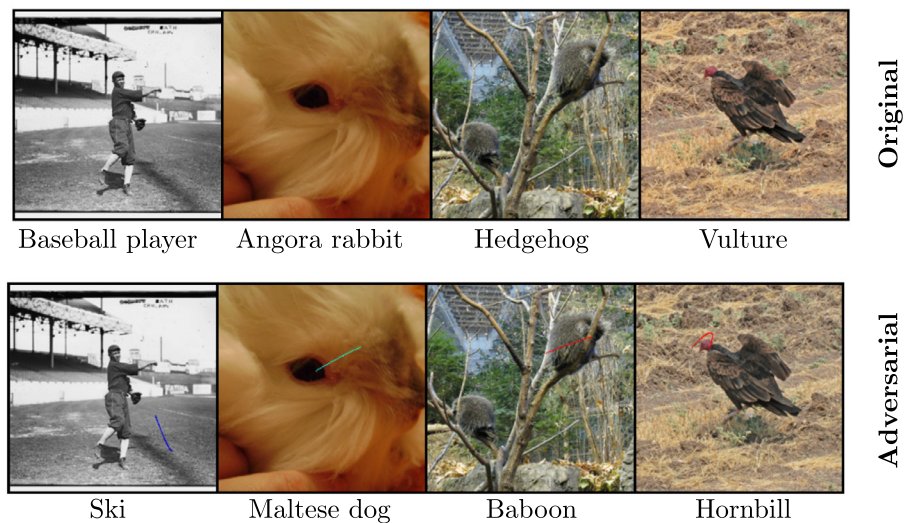 Original
Baseball player
Angora rabbit
Hedgehog
Vulture
Adversarial
Ski
Maltese dog
Baboon
Hornbill